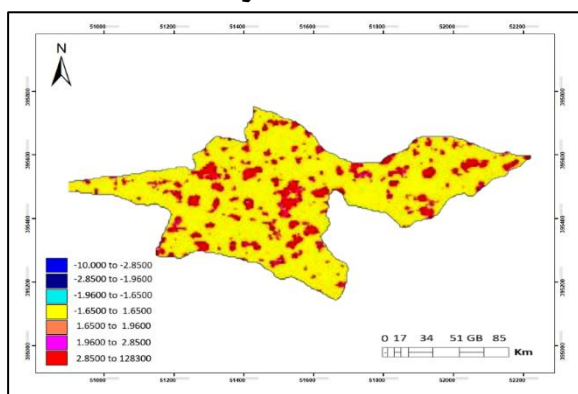 51000 51200 51400 51600 51800 52000 52200
N
395800 395800
395600 395600
395400 395400
395200 395200
395000 395000
-10.000 to -2.8500
-2.8500 to -1.9600
-1.9600 to -1.6500
-1.6500 to 1.6500
1.6500 to 1.9600
1.9600 to 2.8500
2.8500 to 128300
0 17 34 51 GB 85
Km
51000 51200 51400 51600 51800 52000 52200